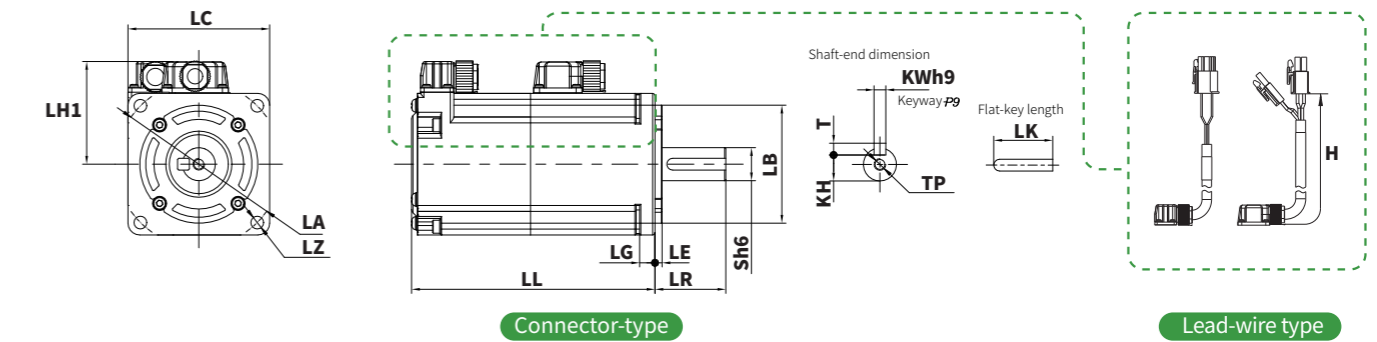 LC
LH1
LA
LZ
LG
LE
LL
LR
LB
Sh6
Connector-type
Shaft-end dimension
KWh9
Keyway-P9
T
KH
TP
Flat-key length
LK
H
Lead-wire type